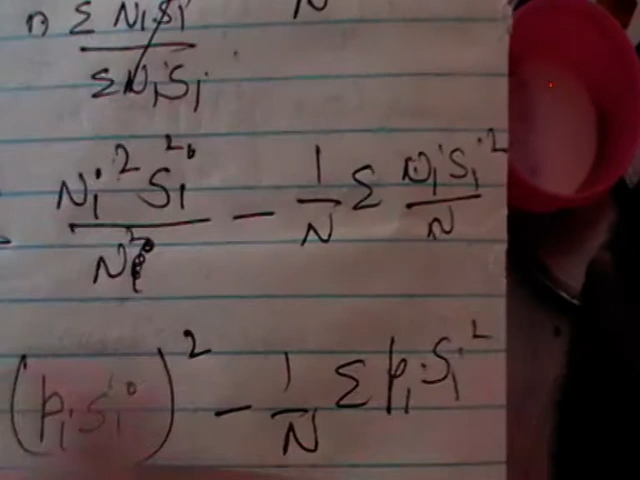 n Σ NᵢSᵢ N
ΣNᵢSᵢ
Nᵢ²Sᵢ² / N² − 1/N Σ NᵢSᵢ²/N
(pᵢSᵢ)² − 1/N Σ pᵢSᵢ²